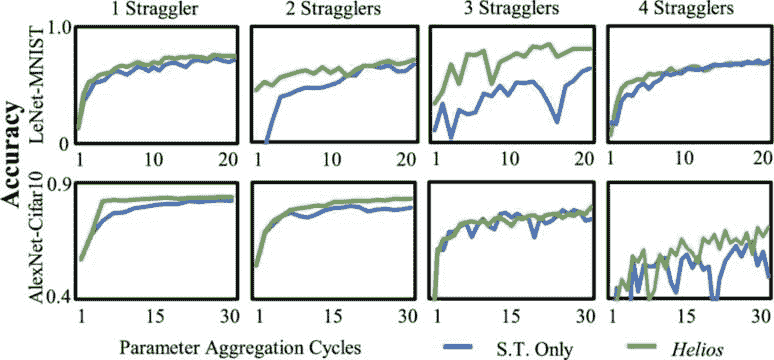 1 Straggler 2 Stragglers 3 Stragglers 4 Stragglers
Accuracy
LeNet-MNIST
1.0
0
1 10 20 1 10 20 1 10 20 1 10 20
AlexNet-Cifar10
0.9
0.4
1 15 30 1 15 30 1 15 30 1 15 30
Parameter Aggregation Cycles S.T. Only Helios